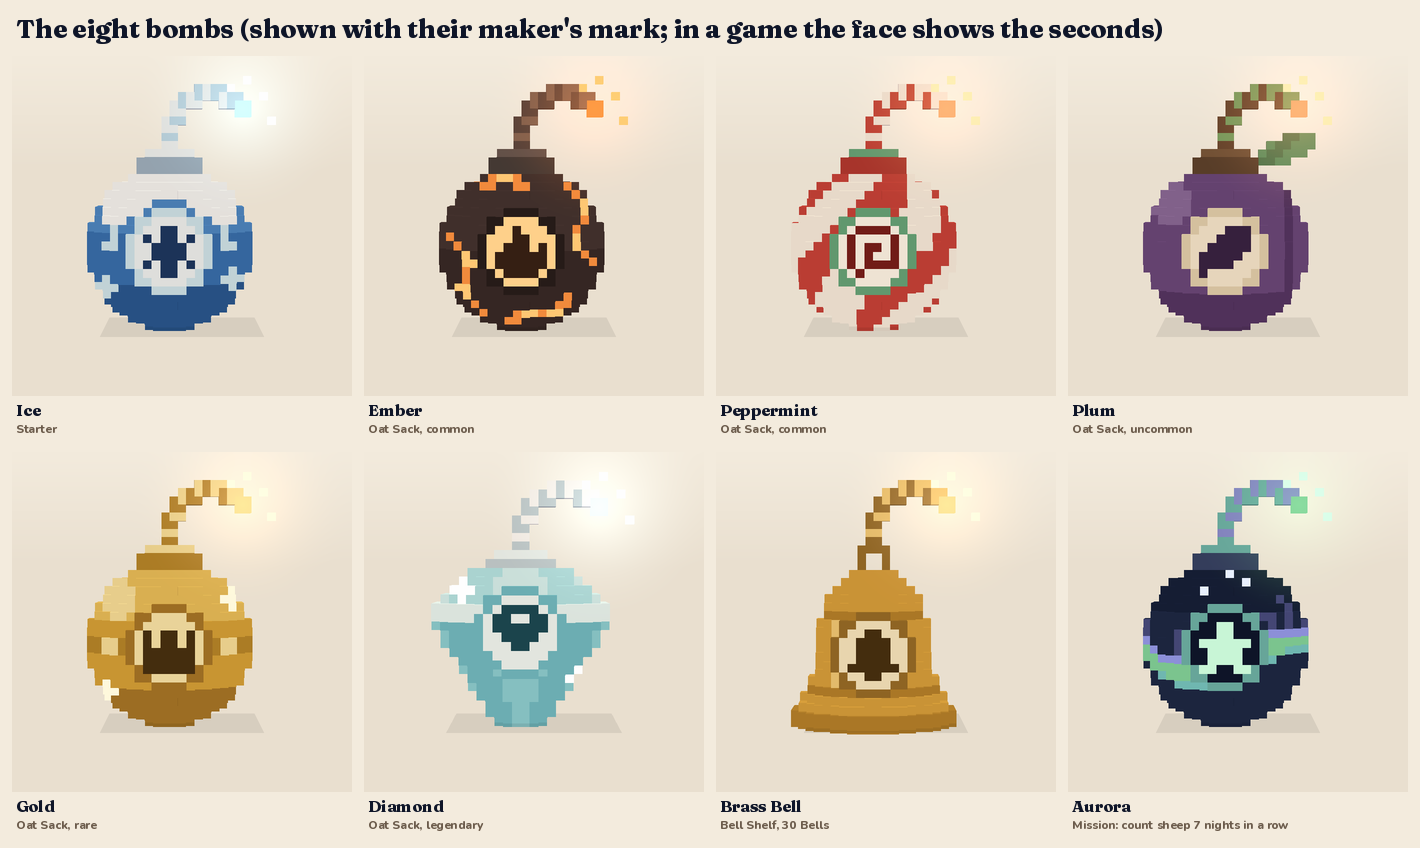 The eight bombs (shown with their maker's mark; in a game the face shows the seconds)
Ice
Starter
Ember
Oat Sack, common
Peppermint
Oat Sack, common
Plum
Oat Sack, uncommon
Gold
Oat Sack, rare
Diamond
Oat Sack, legendary
Brass Bell
Bell Shelf, 30 Bells
Aurora
Mission: count sheep 7 nights in a row